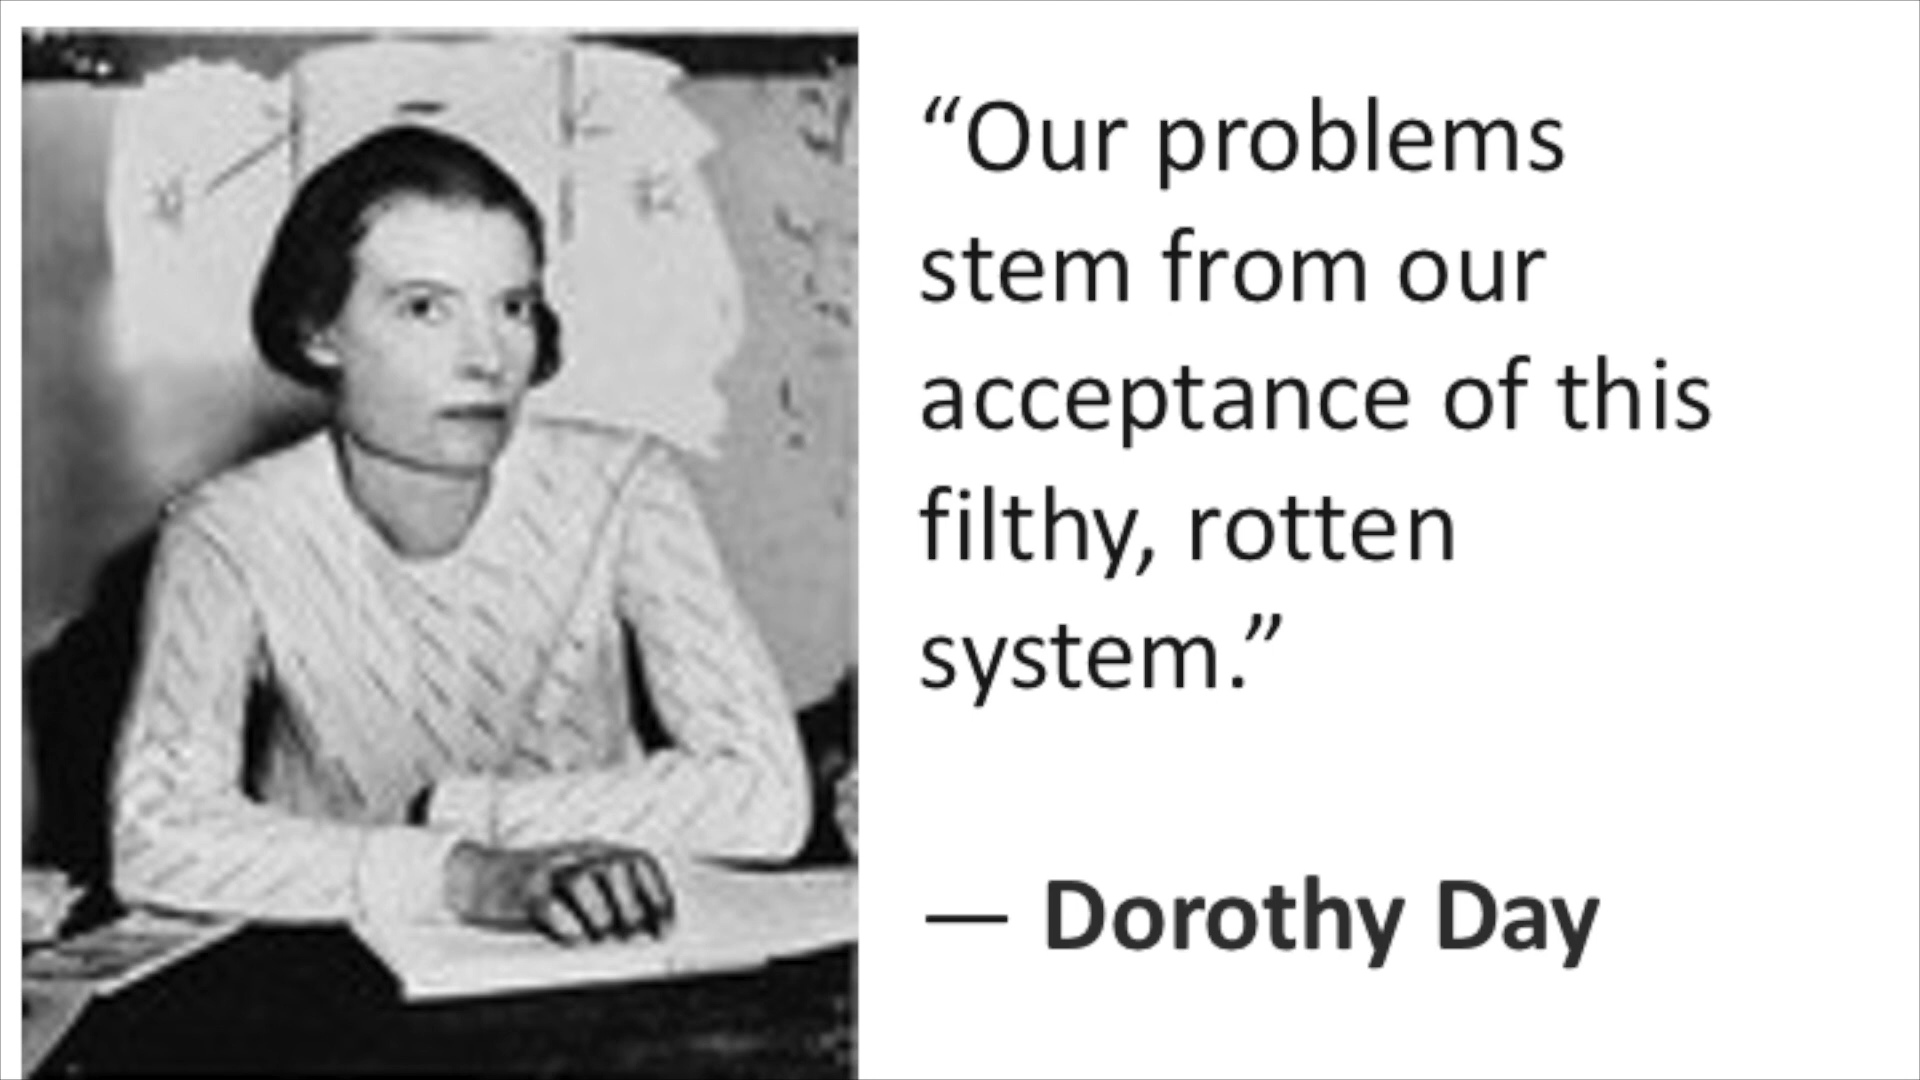 “Our problems
stem from our
acceptance of this
filthy, rotten
system.”
— Dorothy Day